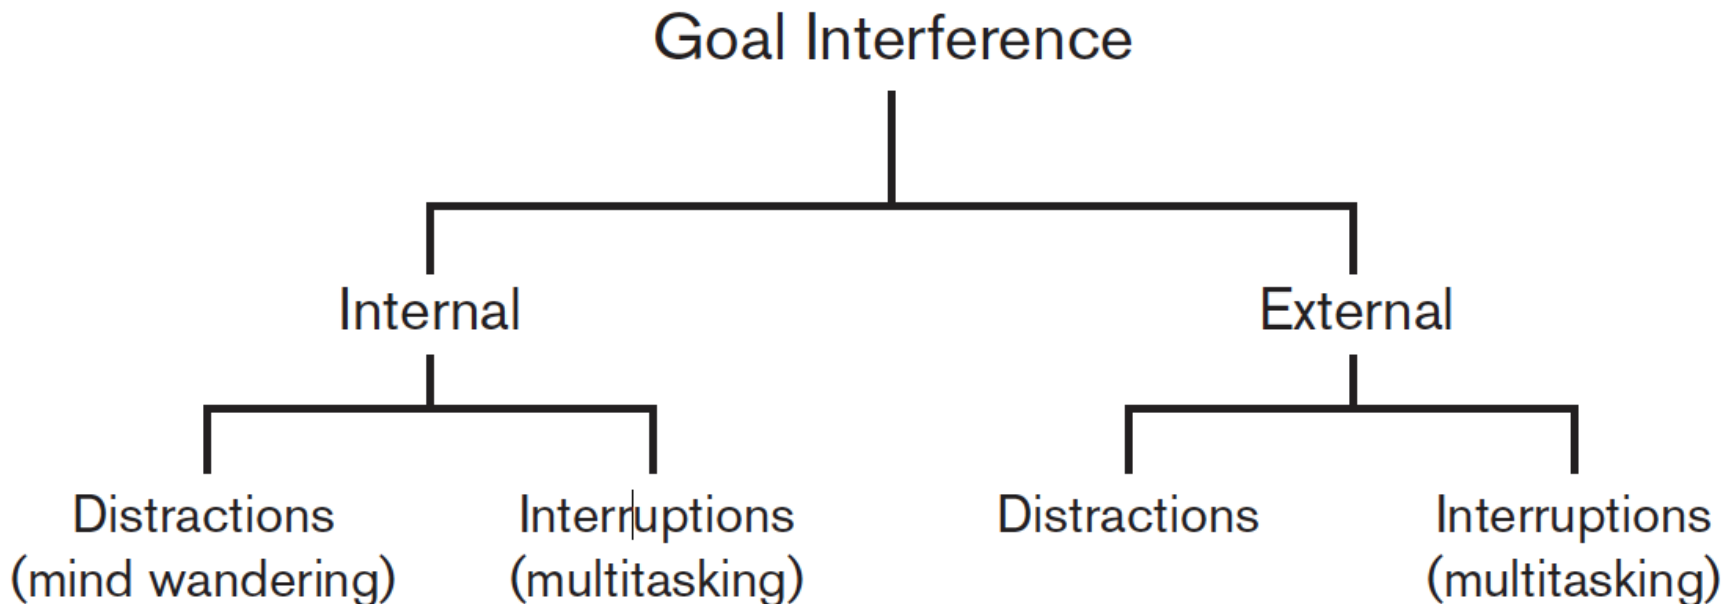 Goal Interference
Internal
External
Distractions
(mind wandering)
Interruptions
(multitasking)
Distractions
Interruptions
(multitasking)